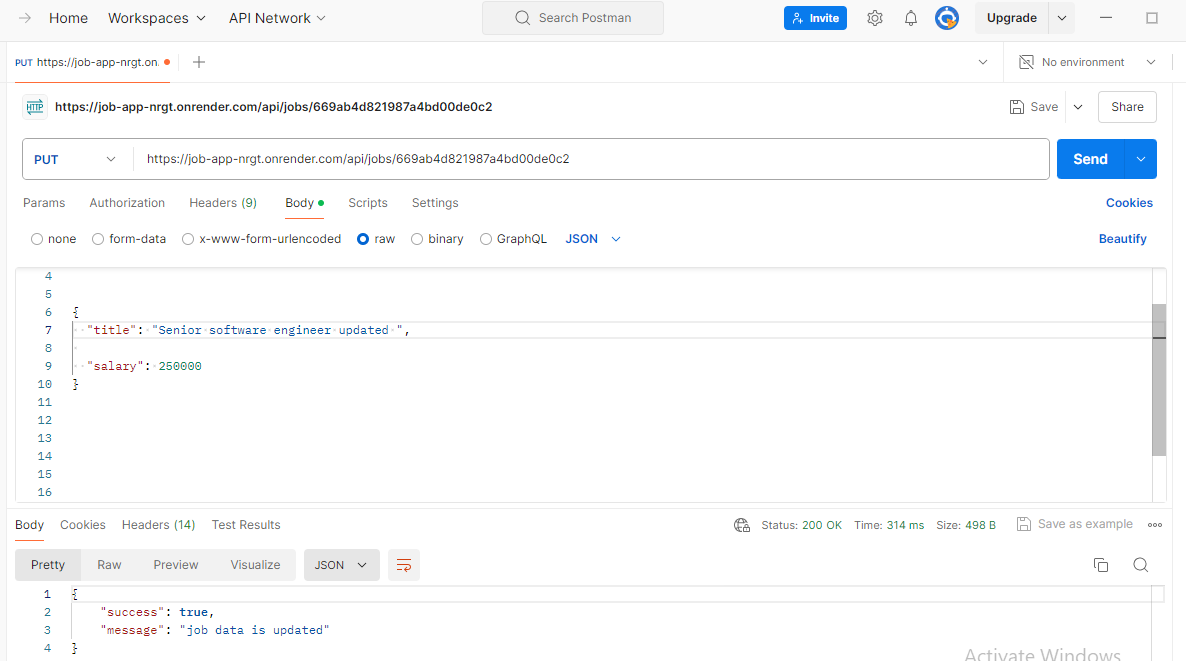 Home Workspaces API Network Search Postman Invite Upgrade
PUT https://job-app-nrgt.on. No environment
HTTP https://job-app-nrgt.onrender.com/api/jobs/669ab4d821987a4bd00de0c2 Save Share
PUT https://job-app-nrgt.onrender.com/api/jobs/669ab4d821987a4bd00de0c2 Send
Params Authorization Headers (9) Body Scripts Settings Cookies
none form-data x-www-form-urlencoded raw binary GraphQL JSON Beautify
4
5
6 {
7 "title": "Senior software engineer updated ",
8
9 "salary": 250000
10 }
11
12
13
14
15
16
Body Cookies Headers (14) Test Results Status: 200 OK Time: 314 ms Size: 498 B Save as example
Pretty Raw Preview Visualize JSON
1 {
2 "success": true,
3 "message": "job data is updated"
4 }
Activate Windows